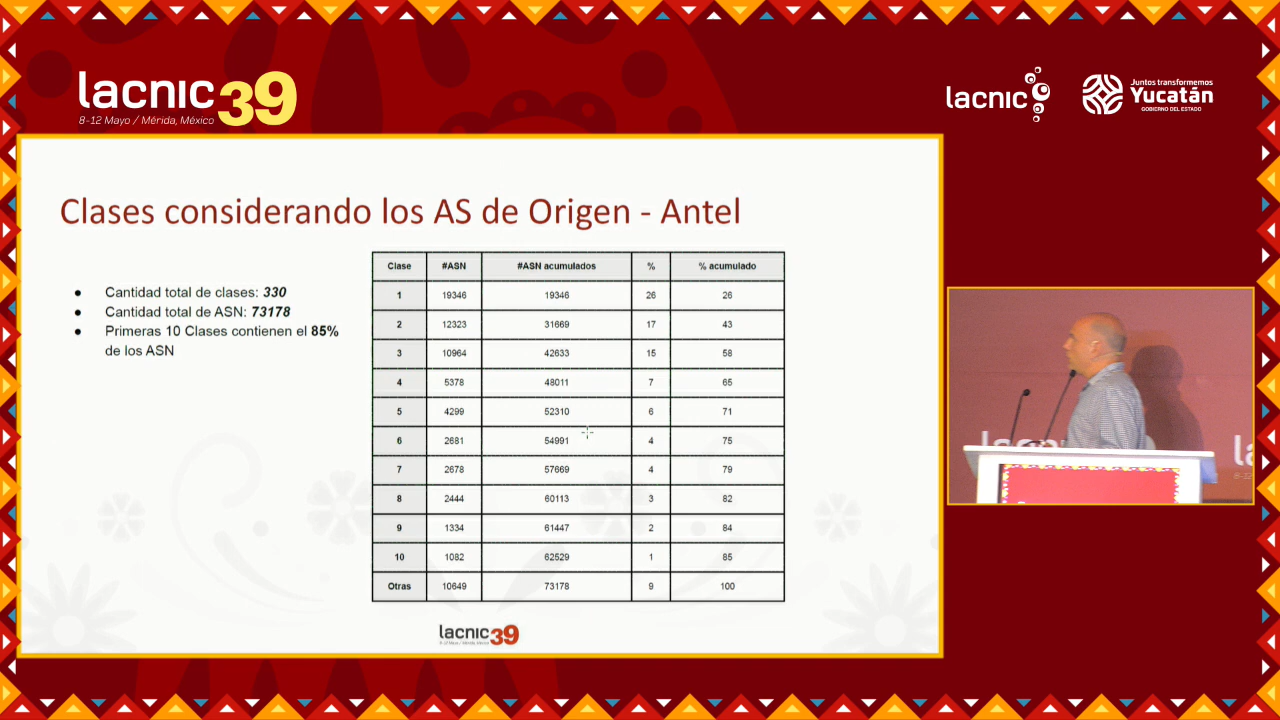 lacnic 39
8-12 Mayo / Mérida, México
lacnic
Juntos transformemos
Yucatán
GOBIERNO DEL ESTADO
Clases considerando los AS de Origen - Antel
● Cantidad total de clases: 330
● Cantidad total de ASN: 73178
● Primeras 10 Clases contienen el 85%
de los ASN
Clase #ASN #ASN acumulados % % acumulado
1 19346 19346 26 26
2 12323 31669 17 43
3 10964 42633 15 58
4 5378 48011 7 65
5 4299 52310 6 71
6 2681 54991 4 75
7 2678 57669 4 79
8 2444 60113 3 82
9 1334 61447 2 84
10 1082 62529 1 85
Otras 10649 73178 9 100
lacnic 39